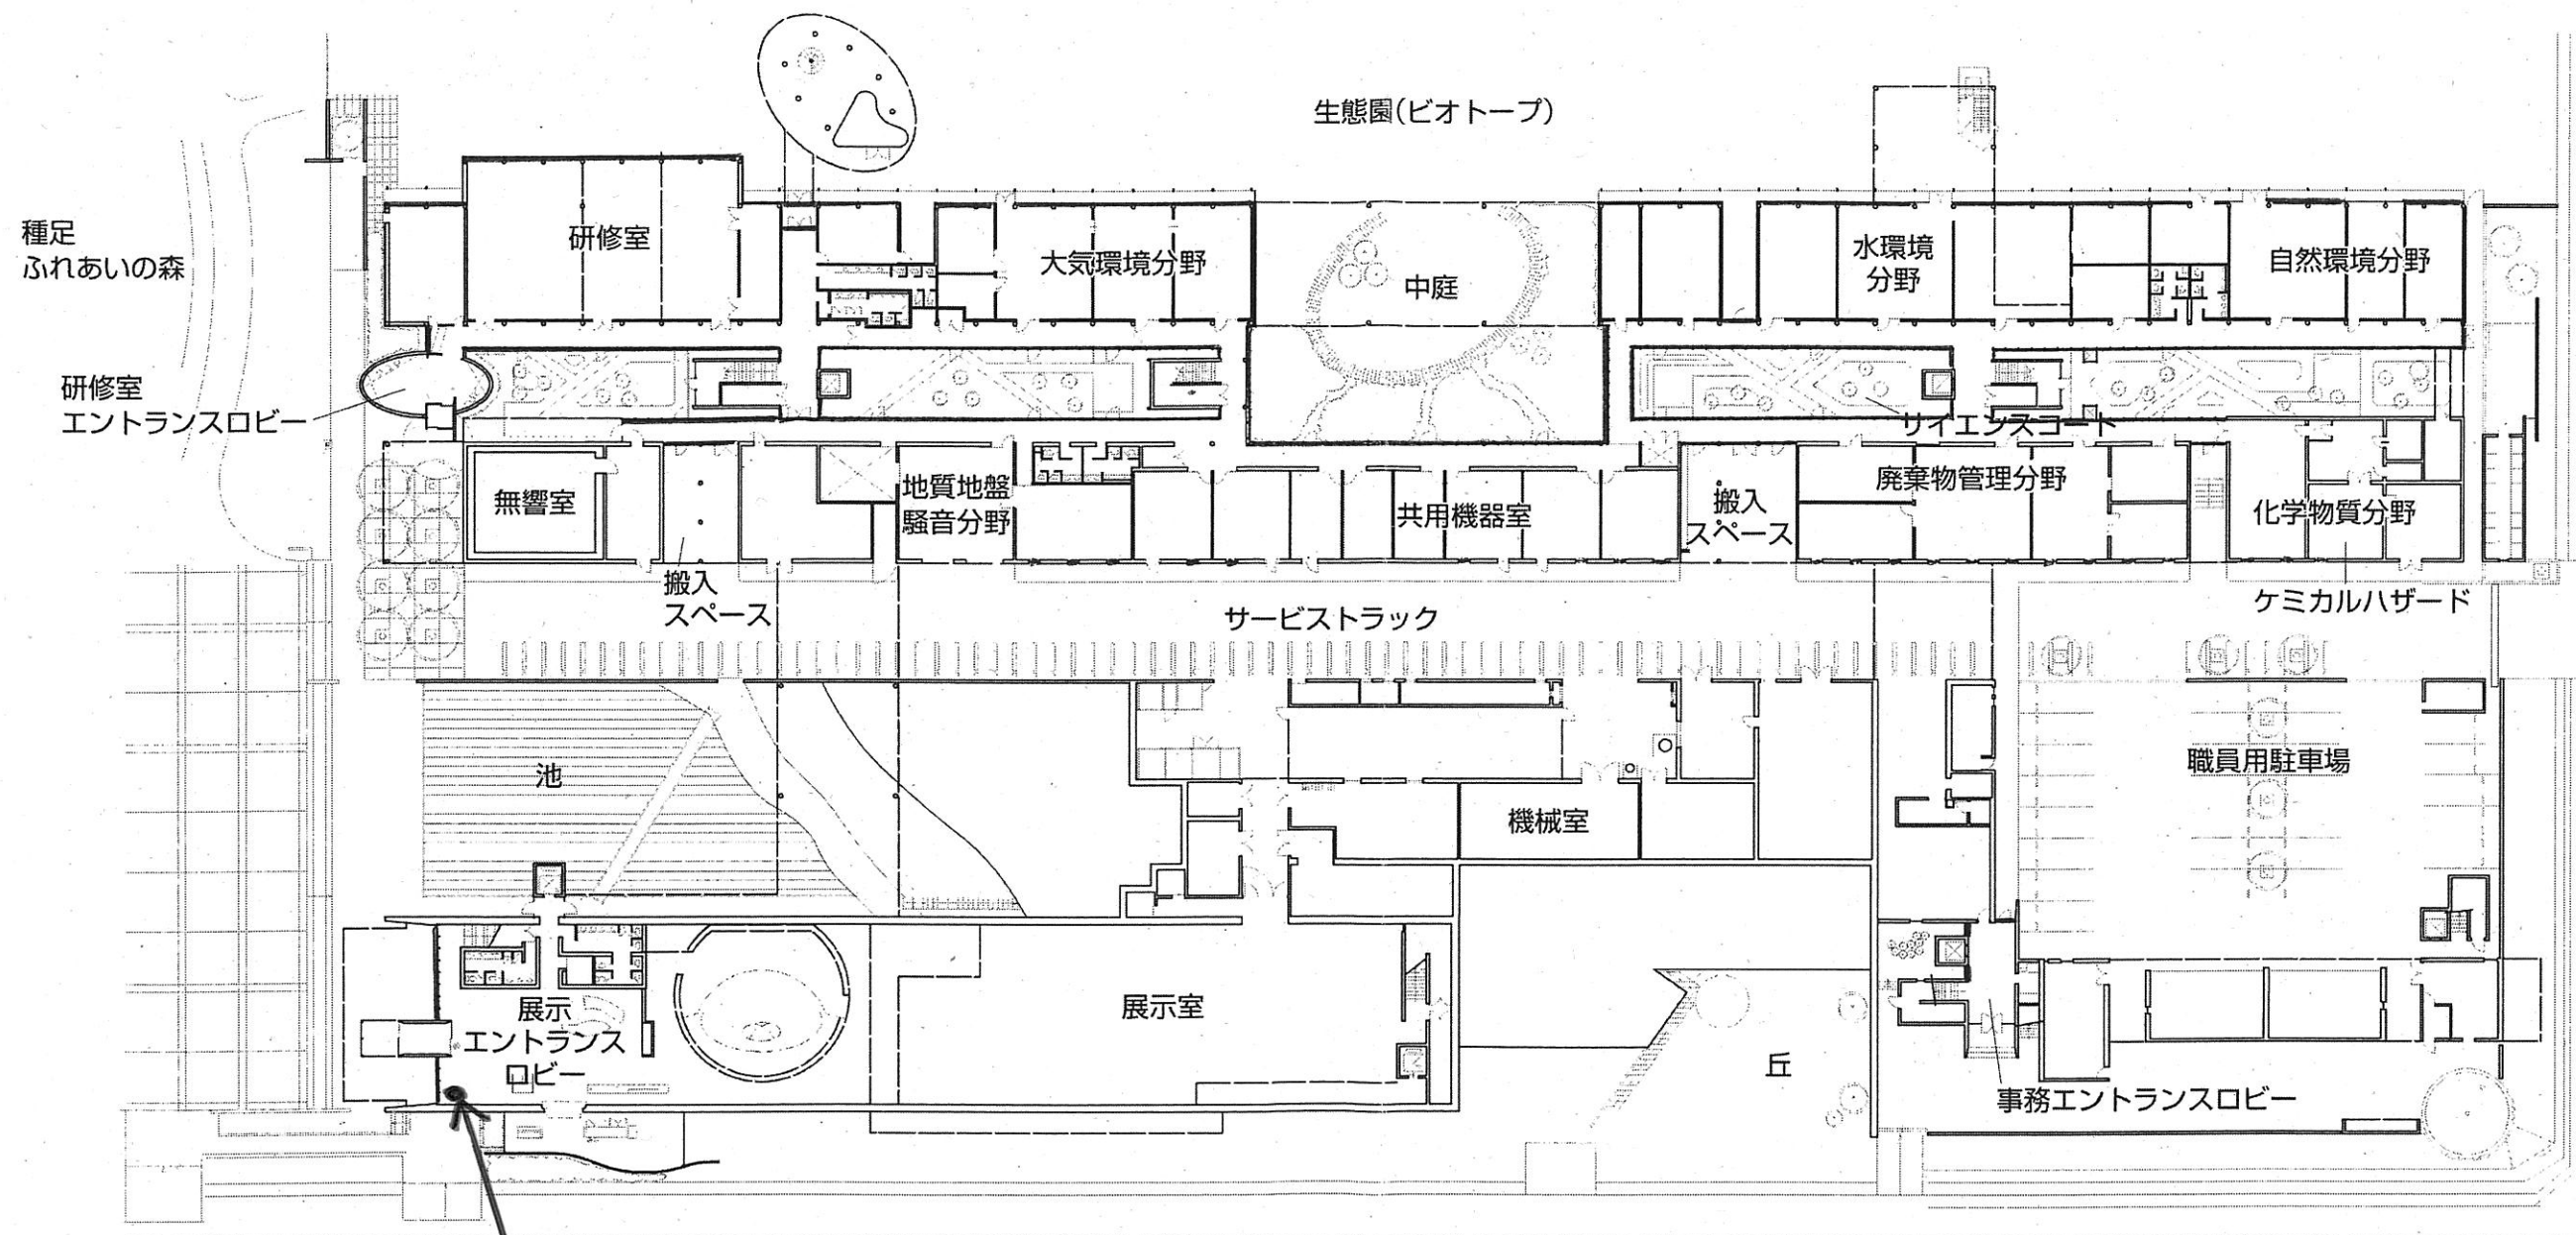 生態園(ビオトープ)
種足
ふれあいの森
研修室
大気環境分野
中庭
水環境
分野
自然環境分野
研修室
エントランスロビー
サイエンスコート
無響室
地質地盤
騒音分野
共用機器室
搬入
スペース
廃棄物管理分野
化学物質分野
搬入
スペース
サービストラック
ケミカルハザード
池
機械室
職員用駐車場
展示
エントランス
ロビー
展示室
丘
事務エントランスロビー